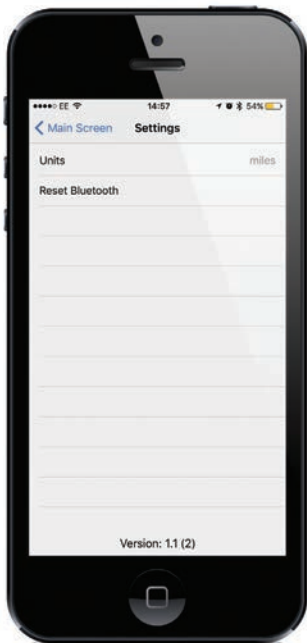 EE 14:57 54%
Main Screen Settings
Units miles
Reset Bluetooth
Version: 1.1 (2)